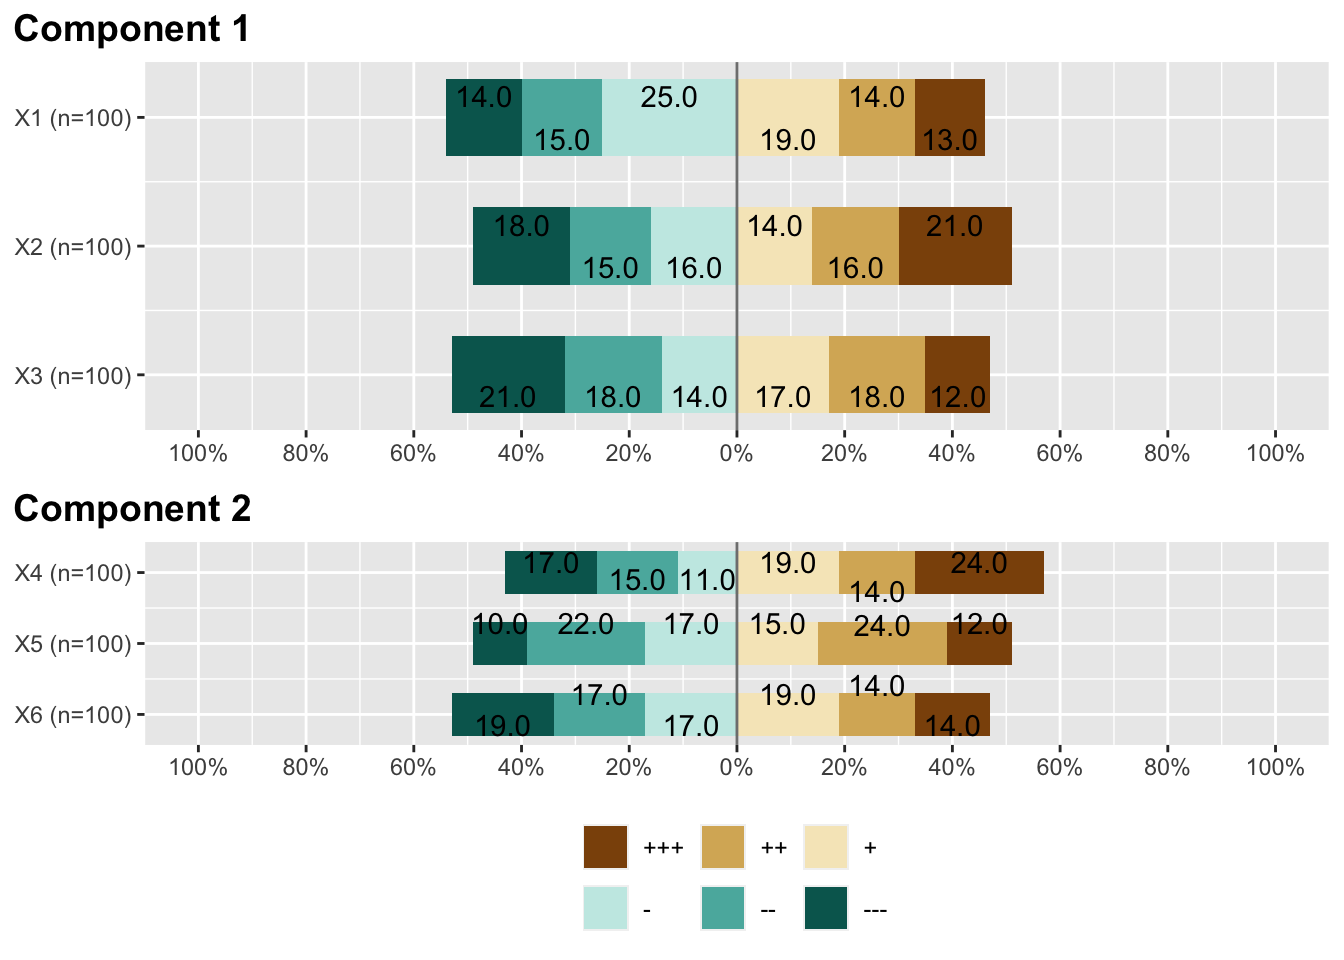 Component 1
X1 (n=100) 14.0 15.0 25.0 19.0 14.0 13.0
X2 (n=100) 18.0 15.0 16.0 14.0 16.0 21.0
X3 (n=100) 21.0 18.0 14.0 17.0 18.0 12.0
100% 80% 60% 40% 20% 0% 20% 40% 60% 80% 100%
Component 2
X4 (n=100) 17.0 15.0 11.0 19.0 14.0 24.0
X5 (n=100) 10.0 22.0 17.0 15.0 24.0 12.0
X6 (n=100) 19.0 17.0 17.0 19.0 14.0 14.0
100% 80% 60% 40% 20% 0% 20% 40% 60% 80% 100%
+++ ++ +
- -- ---